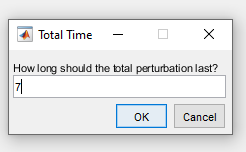 Total Time
How long should the total perturbation last?
7
OK Cancel